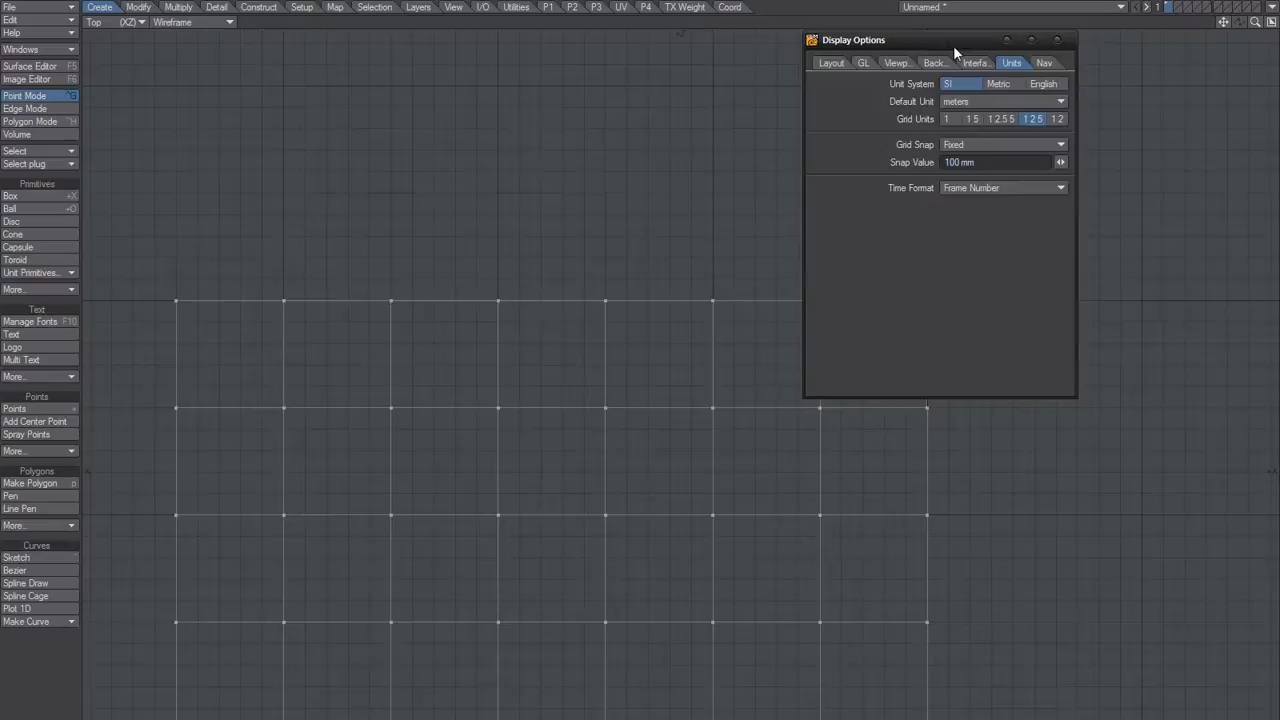 File
Create
Modify
Multiply
Detail
Construct
Setup
Map
Selection
Layers
View
I/O
Utilities
P1
P2
P3
UV
P4
TX Weight
Coord
Unnamed *
1
Edit
Top
(XZ)
Wireframe
Help
Windows
Surface Editor F5
Image Editor F6
Point Mode ^G
Edge Mode
Polygon Mode ^H
Volume
Select
Select plug
Primitives
Box +X
Ball +O
Disc
Cone
Capsule
Toroid
Unit Primitives...
More...
Text
Manage Fonts F10
Text
Logo
Multi Text
More...
Points
Points +
Add Center Point
Spray Points
More...
Polygons
Make Polygon p
Pen
Line Pen
More...
Curves
Sketch
Bezier
Spline Draw
Spline Cage
Plot 1D
Make Curve
Display Options
Layout
GL
Viewp
Back...
Interfa
Units
Nav
Unit System SI Metric English
Default Unit meters
Grid Units 1 1 5 1 2.5 5 1 2 5 1 2
Grid Snap Fixed
Snap Value 100 mm
Time Format Frame Number